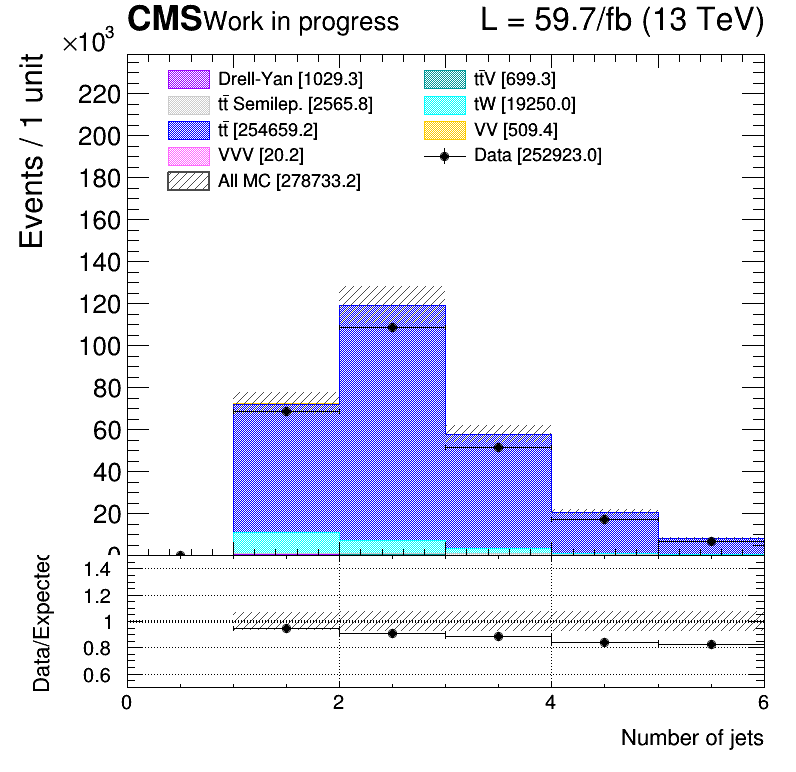 CMS Work in progress L = 59.7/fb (13 TeV)
×10³
Events / 1 unit
Drell-Yan [1029.3]
tt̄V [699.3]
tt̄ Semilep. [2565.8]
tW [19250.0]
tt̄ [254659.2]
VV [509.4]
VVV [20.2]
Data [252923.0]
All MC [278733.2]
220
200
180
160
140
120
100
80
60
40
20
0
Data/Expected
1.4
1.2
1
0.8
0.6
0 2 4 6
Number of jets